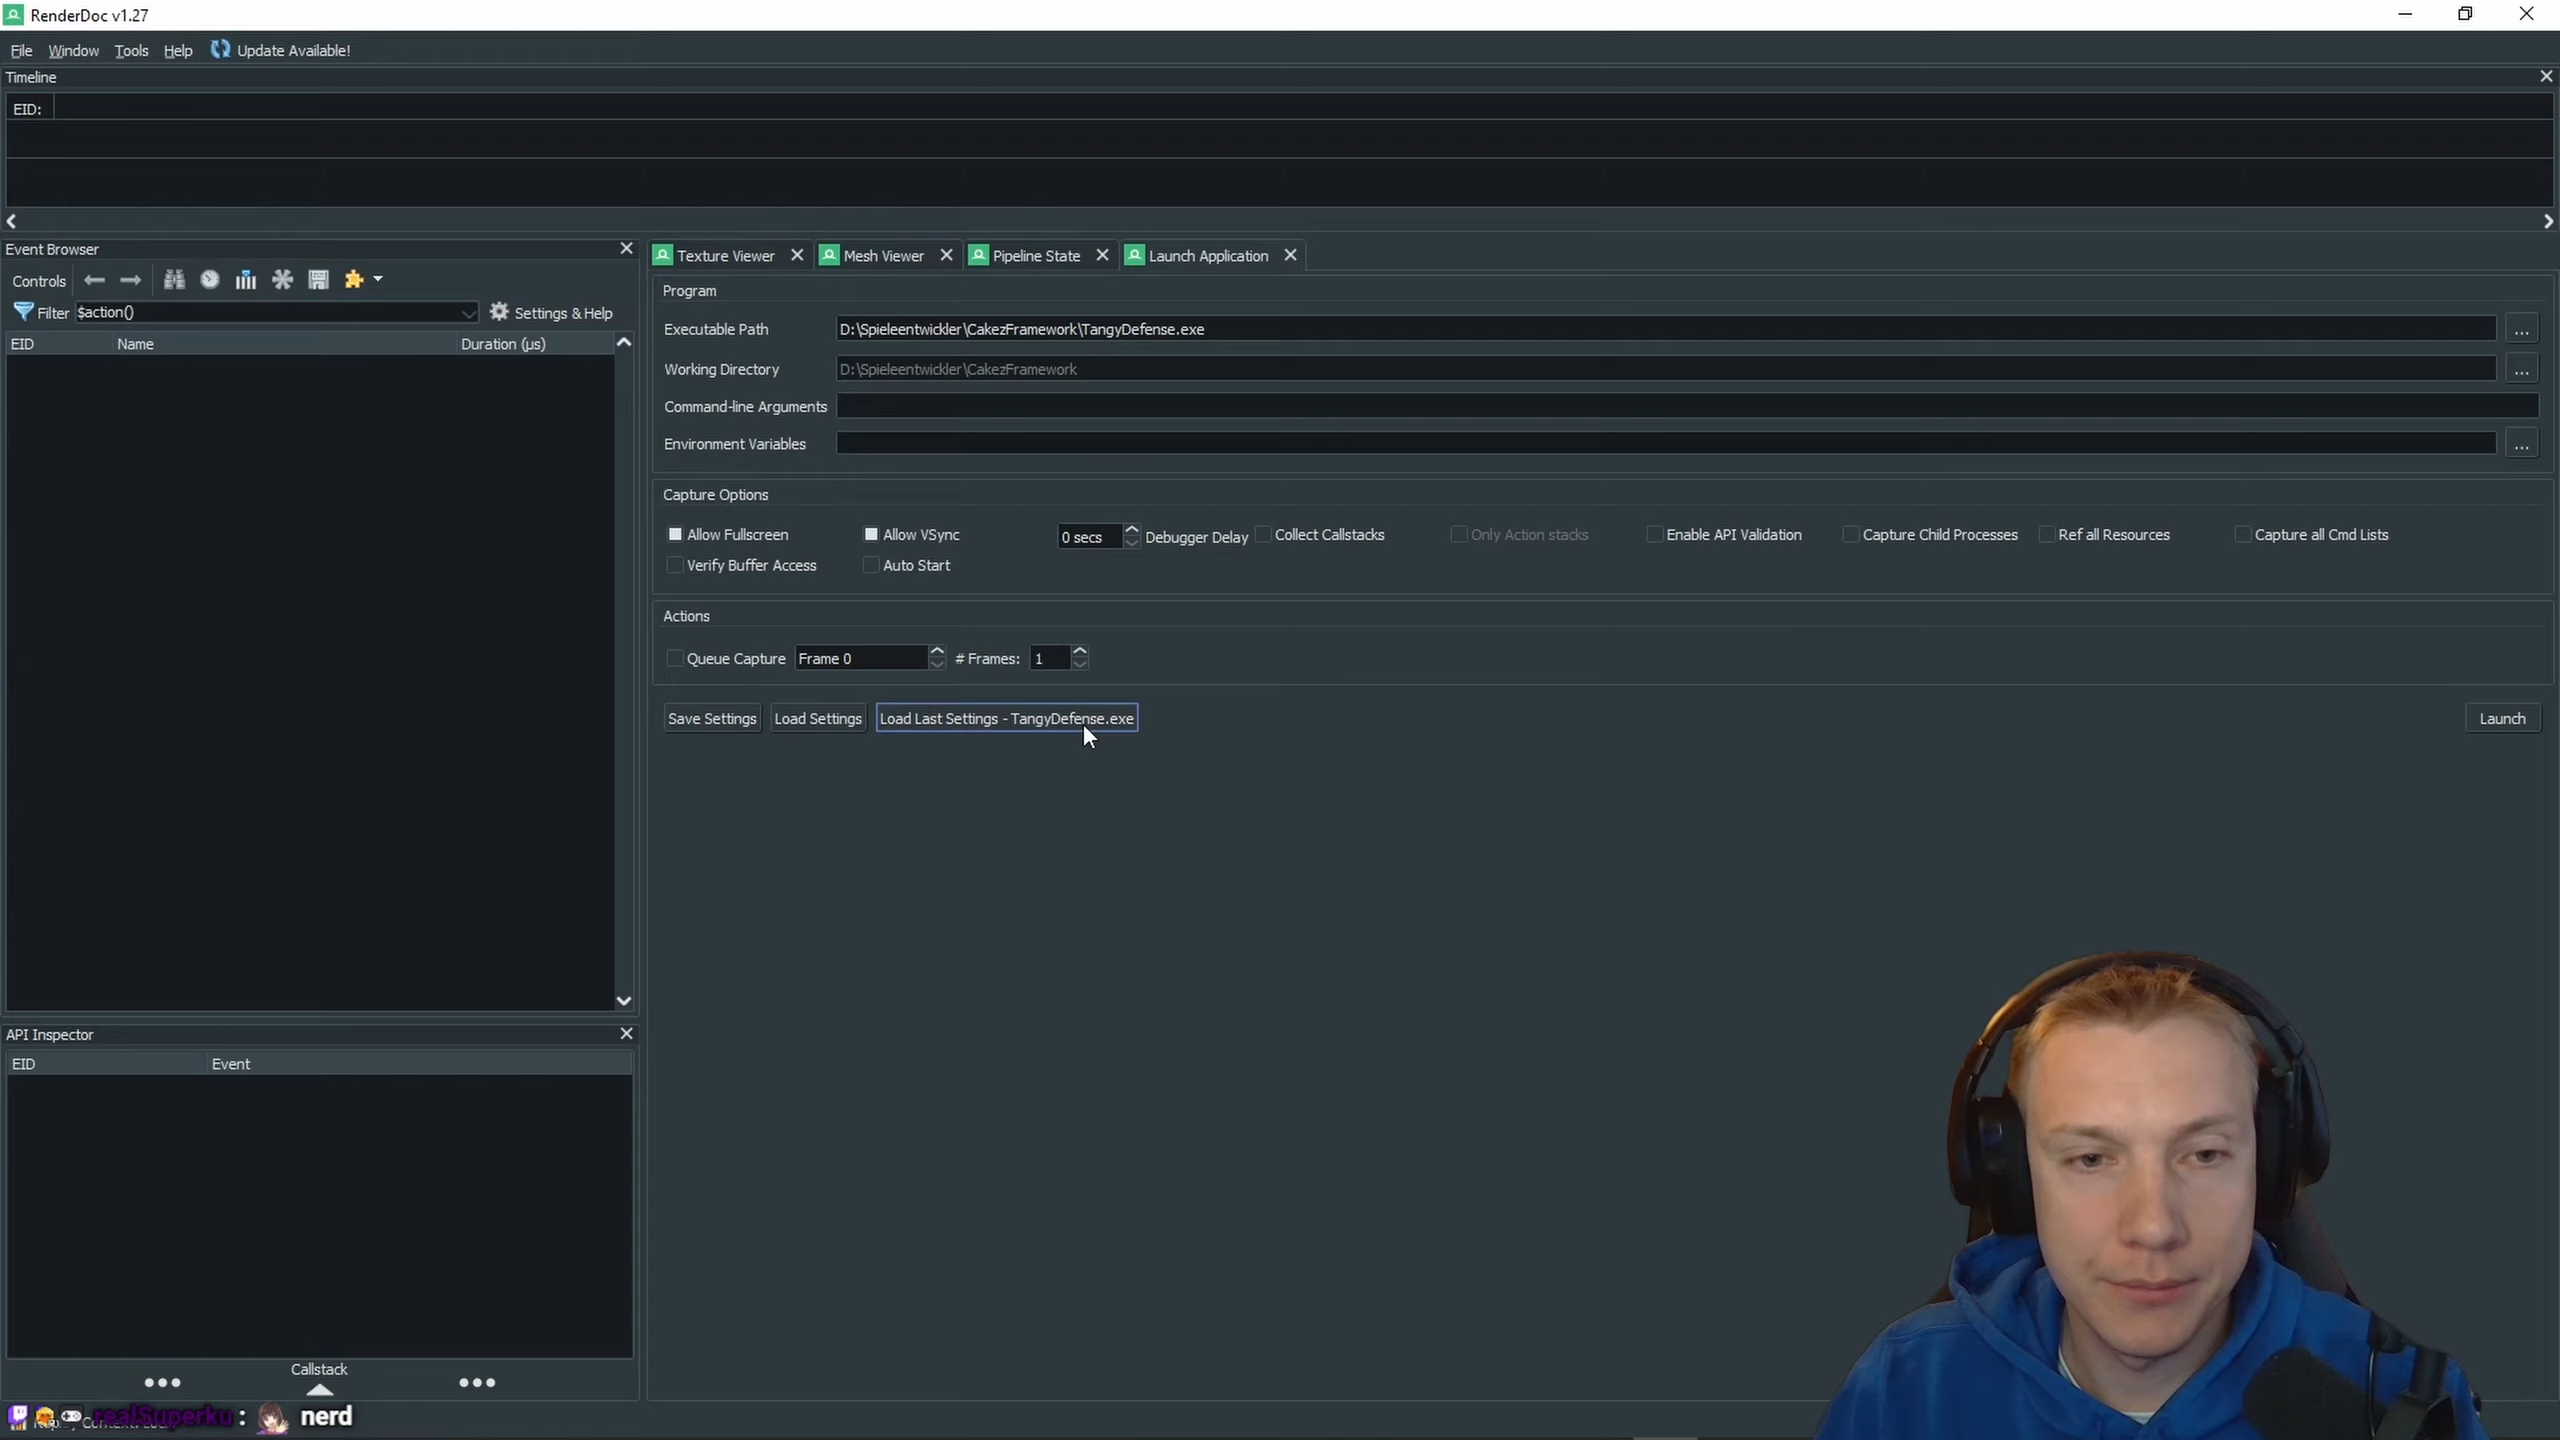 RenderDoc v1.27
File Window Tools Help Update Available!
Timeline
EID:
Event Browser
Controls
Filter $action() Settings & Help
EID Name Duration (µs)
API Inspector
EID Event
Callstack
realSuperku : nerd
Texture Viewer Mesh Viewer Pipeline State Launch Application
Program
Executable Path D:\Spieleentwickler\CakezFramework\TangyDefense.exe ...
Working Directory D:\Spieleentwickler\CakezFramework ...
Command-line Arguments
Environment Variables ...
Capture Options
Allow Fullscreen Allow VSync 0 secs Debugger Delay Collect Callstacks Only Action stacks Enable API Validation Capture Child Processes Ref all Resources Capture all Cmd Lists
Verify Buffer Access Auto Start
Actions
Queue Capture Frame 0 # Frames: 1
Save Settings Load Settings Load Last Settings - TangyDefense.exe Launch